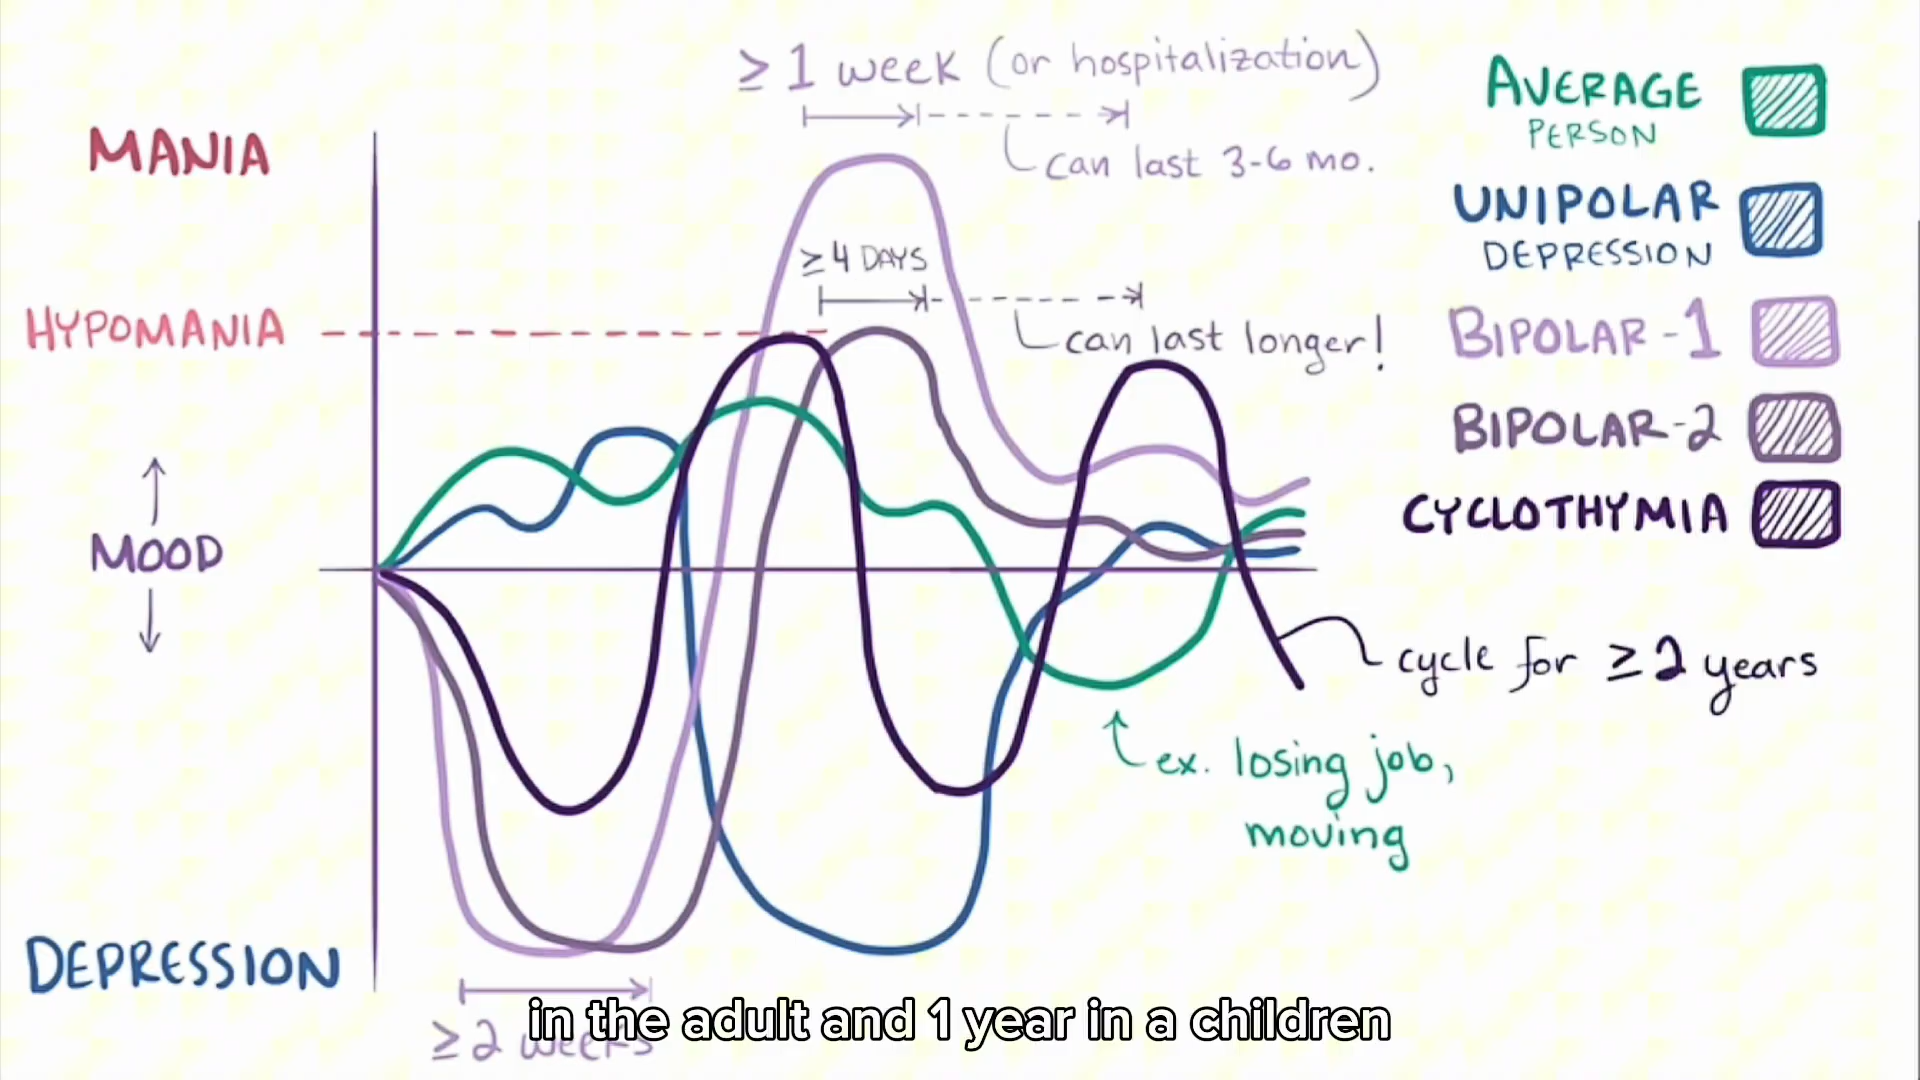 ≥ 1 week (or hospitalization)
can last 3-6 mo.
MANIA
≥ 4 DAYS
can last longer!
HYPOMANIA
MOOD
DEPRESSION
≥ 2 weeks
AVERAGE
PERSON
UNIPOLAR
DEPRESSION
BIPOLAR-1
BIPOLAR-2
CYCLOTHYMIA
cycle for ≥ 2 years
ex. losing job,
moving
in the adult and 1 year in a children